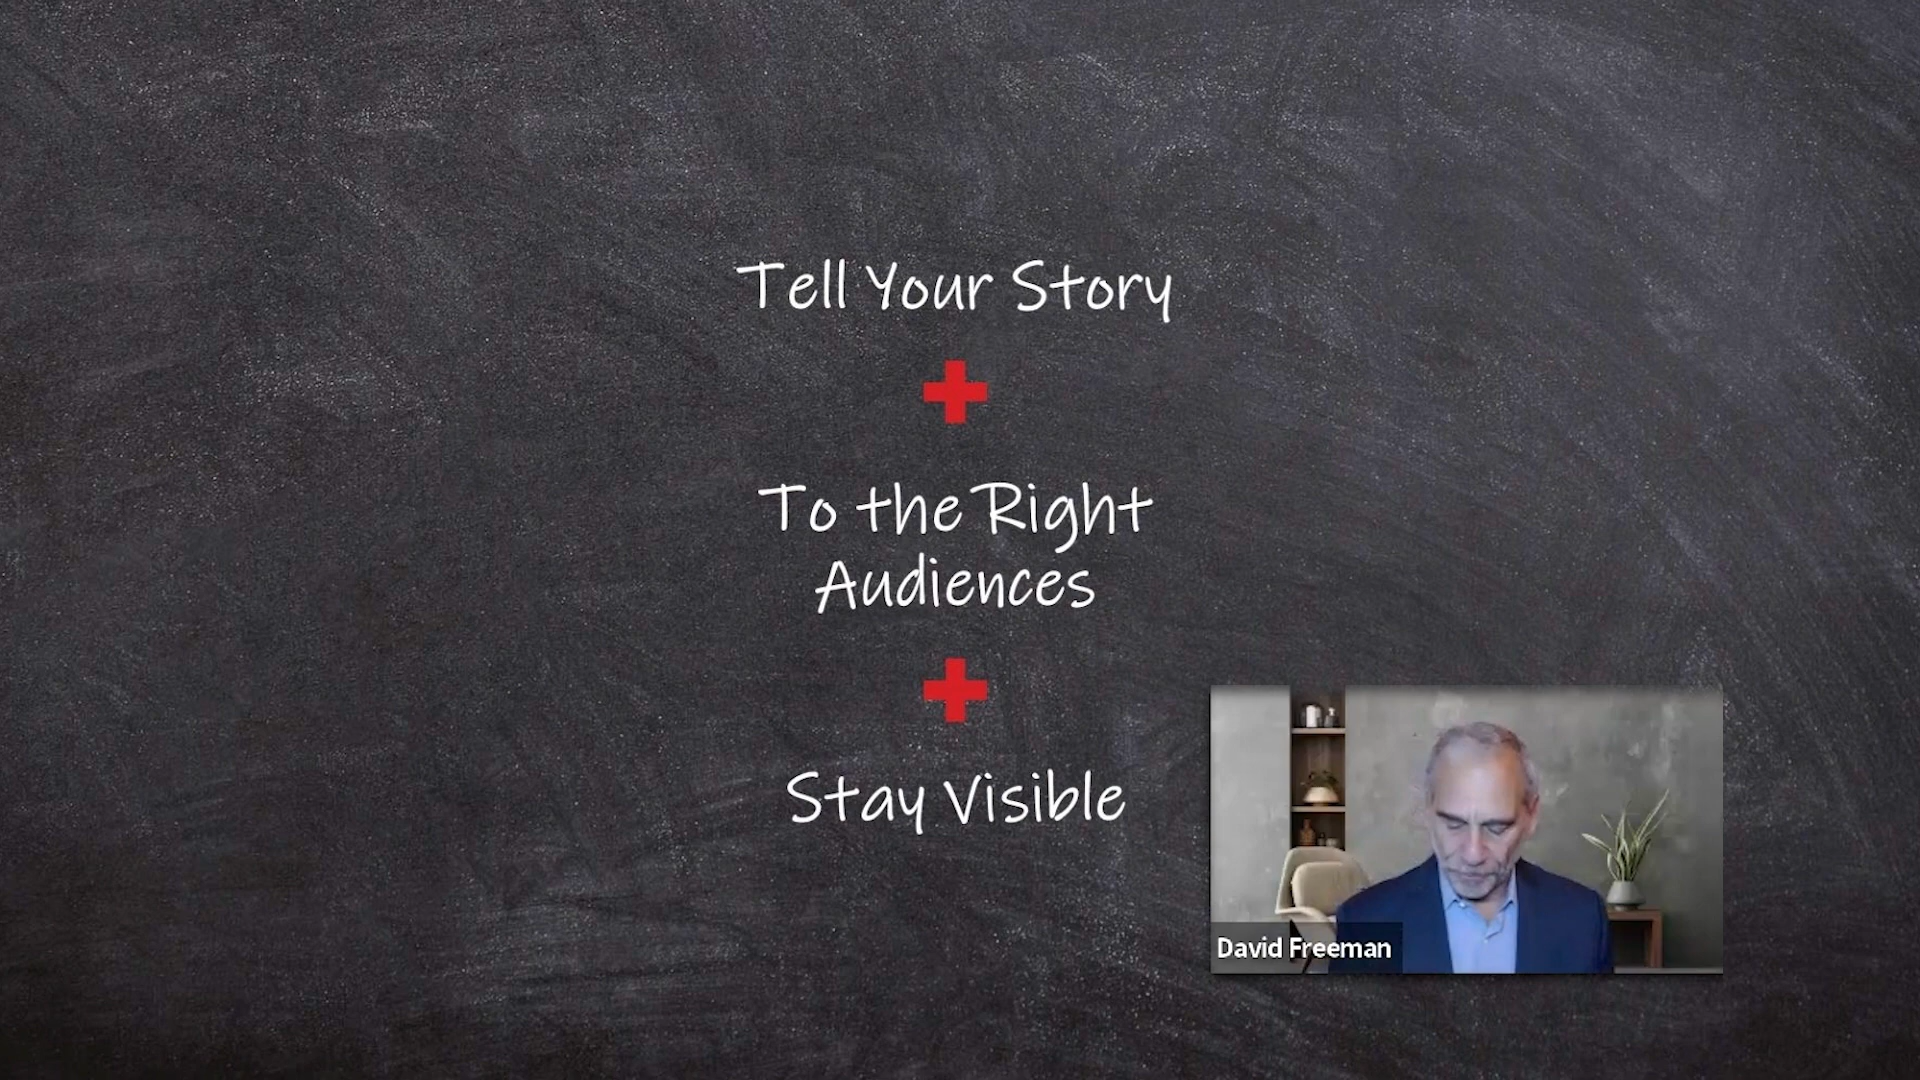 Tell Your Story
To the Right
Audiences
Stay Visible
David Freeman